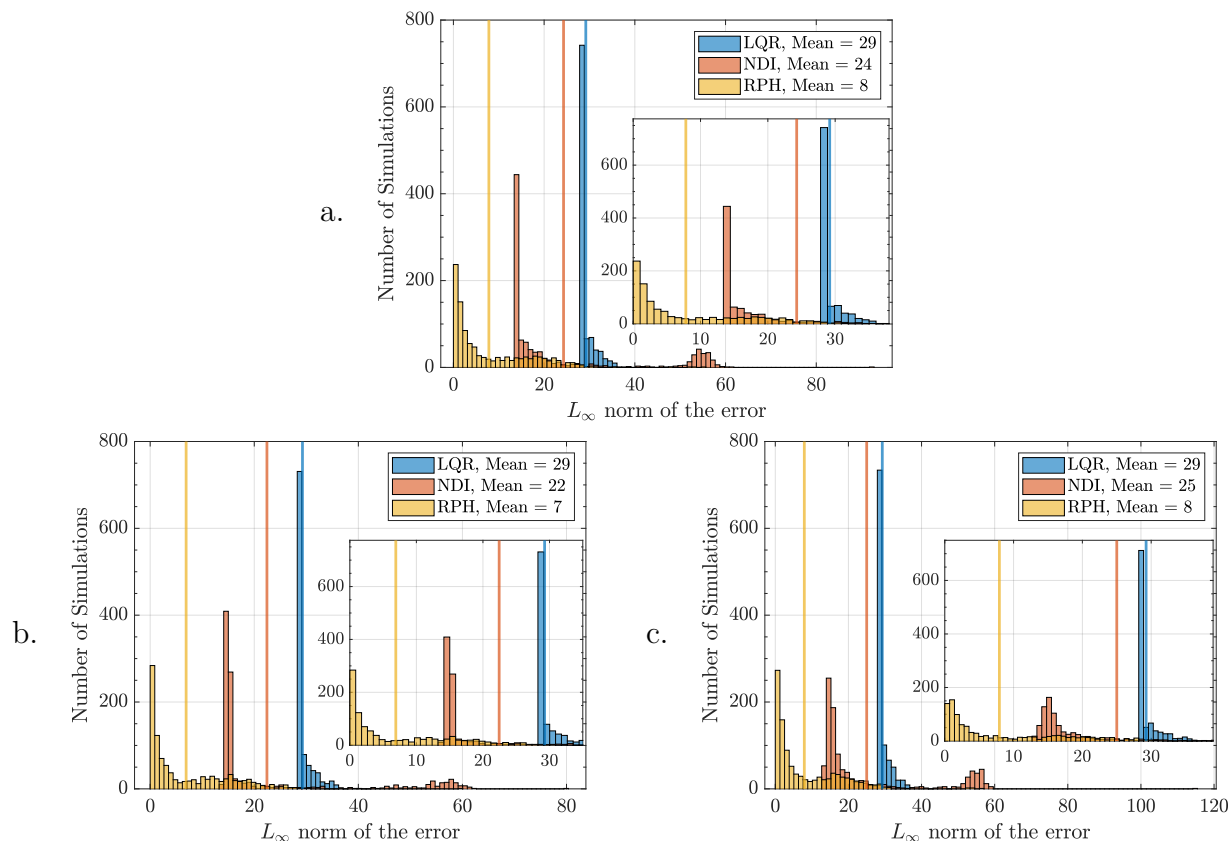 a.
Number of Simulations
800
600
400
200
0
0 20 40 60 80
L∞ norm of the error
LQR, Mean = 29
NDI, Mean = 24
RPH, Mean = 8
600
400
200
0
0 10 20 30
b.
Number of Simulations
800
600
400
200
0
0 20 40 60 80
L∞ norm of the error
LQR, Mean = 29
NDI, Mean = 22
RPH, Mean = 7
600
400
200
0
0 10 20 30
c.
Number of Simulations
800
600
400
200
0
0 20 40 60 80 100 120
L∞ norm of the error
LQR, Mean = 29
NDI, Mean = 25
RPH, Mean = 8
600
400
200
0
0 10 20 30